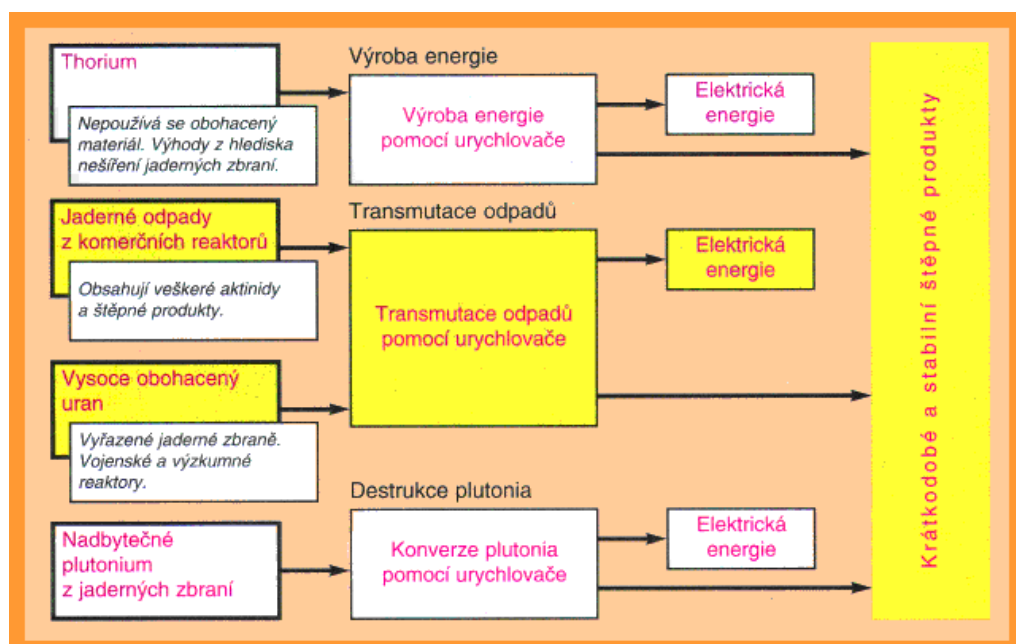 Thorium
Nepoužívá se obohacený
materiál. Výhody z hlediska
nešíření jaderných zbraní.
Výroba energie
Výroba energie
pomocí urychlovače
Elektrická
energie
Jaderné odpady
z komerčních reaktorů
Obsahují veškeré aktinidy
a štěpné produkty.
Transmutace odpadů
Transmutace odpadů
pomocí urychlovače
Elektrická
energie
Vysoce obohacený
uran
Vyřazené jaderné zbraně.
Vojenské a výzkumné
reaktory.
Destrukce plutonia
Nadbytečné
plutonium
z jaderných zbraní
Konverze plutonia
pomocí urychlovače
Elektrická
energie
Krátkodobé a stabilní štěpné produkty